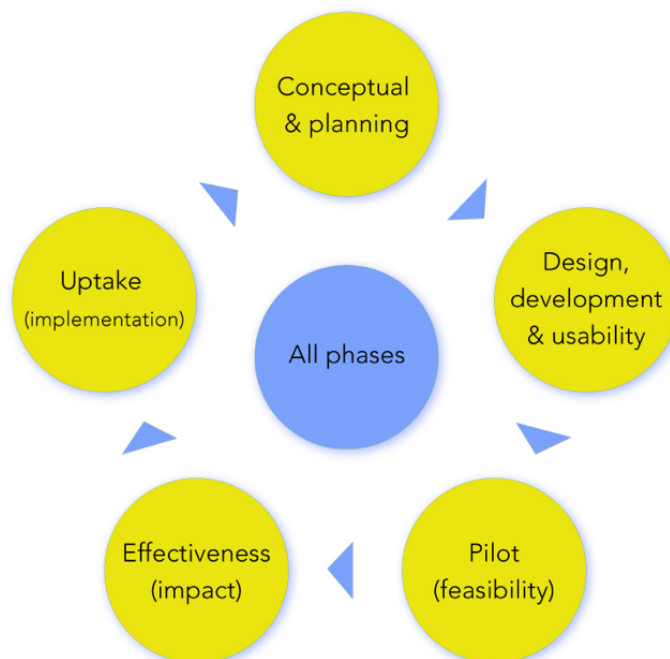 Conceptual
& planning
Design,
development
& usability
Pilot
(feasibility)
Effectiveness
(impact)
Uptake
(implementation)
All phases